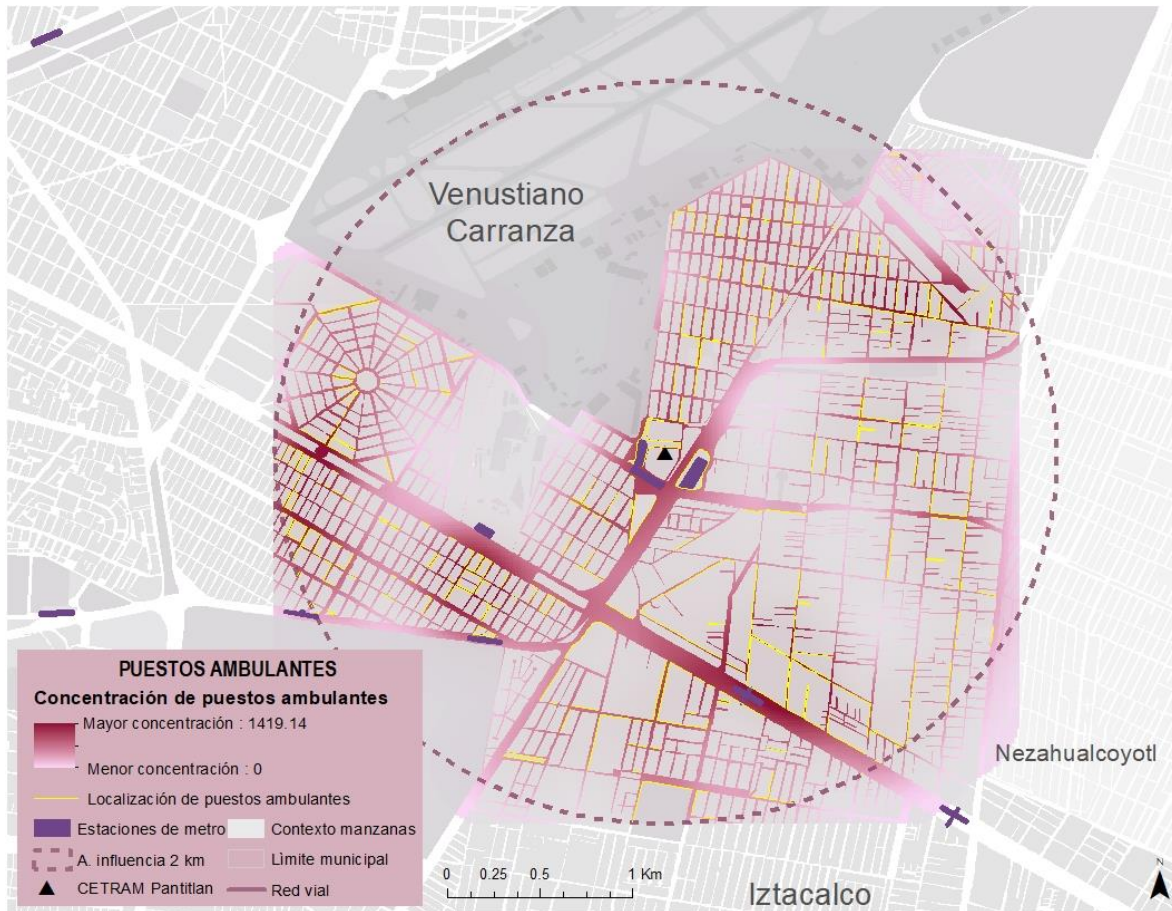 Venustiano
Carranza
Nezahualcoyotl
Iztacalco
PUESTOS AMBULANTES
Concentración de puestos ambulantes
Mayor concentración : 1419.14
Menor concentración : 0
Localización de puestos ambulantes
Estaciones de metro
Contexto manzanas
A. influencia 2 km
Lìmite municipal
CETRAM Pantitlan
Red vial
0 0.25 0.5 1 Km
N